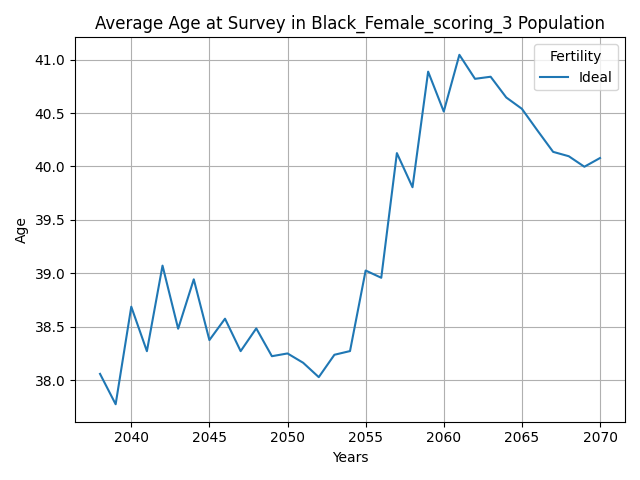 Average Age at Survey in Black_Female_scoring_3 Population
Fertility
Ideal
41.0
40.5
40.0
39.5
39.0
38.5
38.0
Age
2040 2045 2050 2055 2060 2065 2070
Years